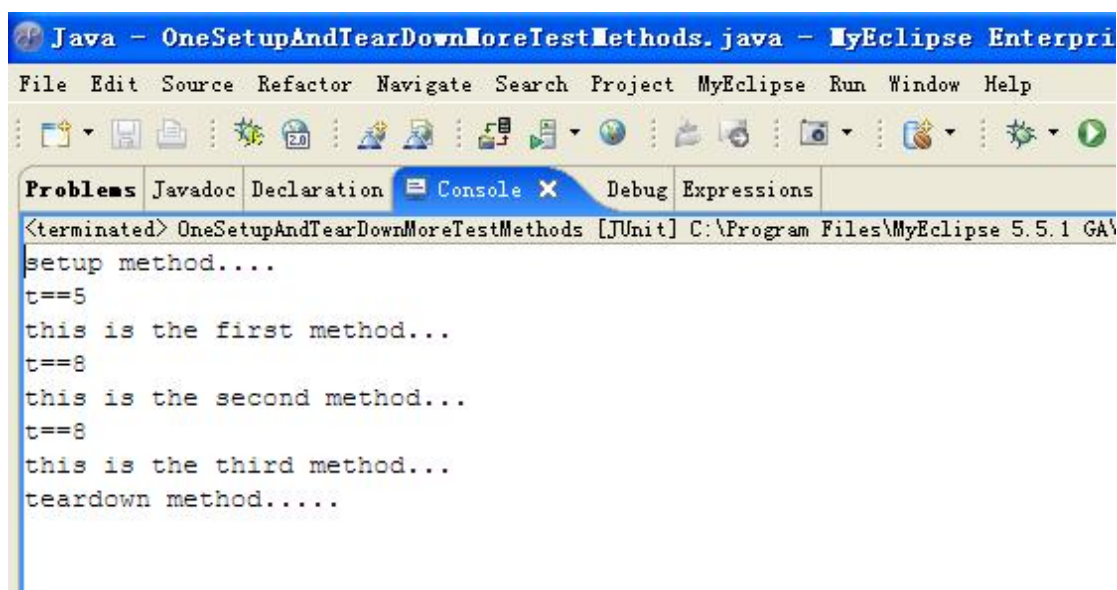 Java - OneSetupAndTearDownMoreTestMethods.java - MyEclipse Enterpri
File Edit Source Refactor Navigate Search Project MyEclipse Run Window Help
2.0
Problems Javadoc Declaration Console Debug Expressions
<terminated> OneSetupAndTearDownMoreTestMethods [JUnit] C:\Program Files\MyEclipse 5.5.1 GA\
setup method....
t==5
this is the first method...
t==8
this is the second method...
t==8
this is the third method...
teardown method.....